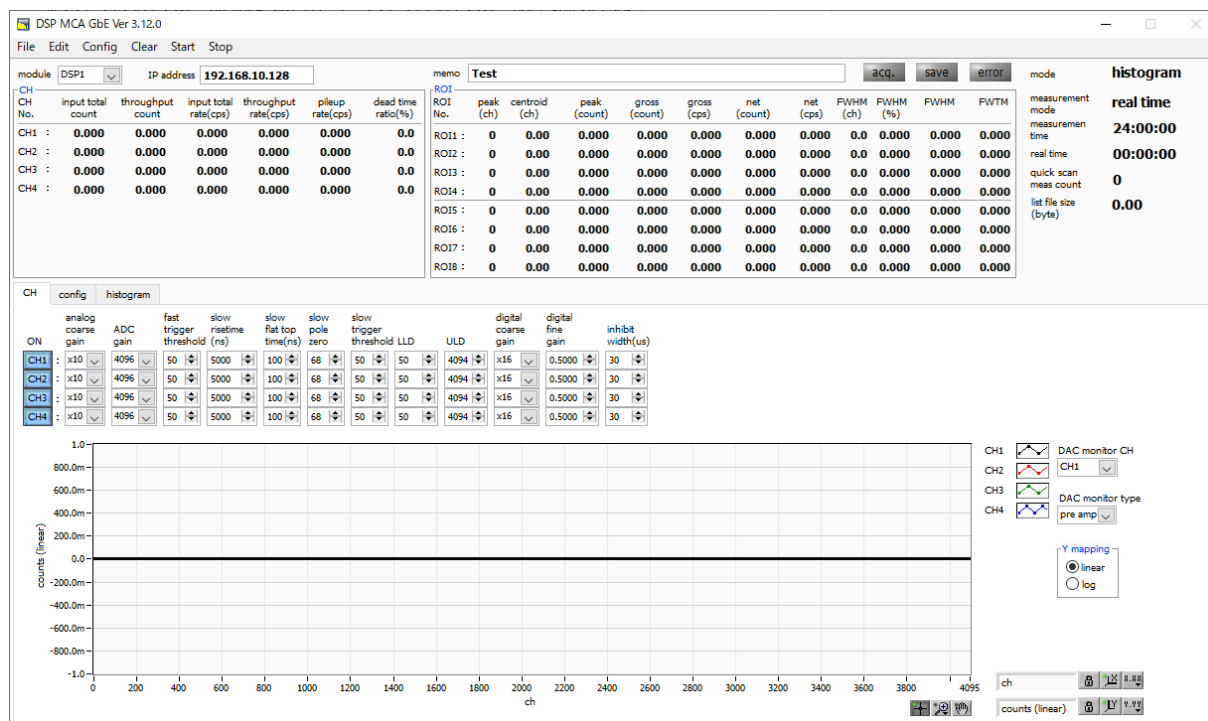 DSP MCA GbE Ver 3.12.0
File Edit Config Clear Start Stop
module DSP1 IP address 192.168.10.128 memo Test acq. save error mode histogram
CH
CH No. input total count throughput count input total rate(cps) throughput rate(cps) pileup rate(cps) dead time ratio(%)
CH1 : 0.000 0.000 0.000 0.000 0.000 0.0
CH2 : 0.000 0.000 0.000 0.000 0.000 0.0
CH3 : 0.000 0.000 0.000 0.000 0.000 0.0
CH4 : 0.000 0.000 0.000 0.000 0.000 0.0
ROI
ROI No. peak (ch) centroid (ch) peak (count) gross (count) gross (cps) net (count) net (cps) FWHM (ch) FWHM (%) FWHM FWTM
ROI1 : 0 0.00 0.000 0.000 0.000 0.000 0.000 0.0 0.000 0.000 0.000
ROI2 : 0 0.00 0.000 0.000 0.000 0.000 0.000 0.0 0.000 0.000 0.000
ROI3 : 0 0.00 0.000 0.000 0.000 0.000 0.000 0.0 0.000 0.000 0.000
ROI4 : 0 0.00 0.000 0.000 0.000 0.000 0.000 0.0 0.000 0.000 0.000
ROI5 : 0 0.00 0.000 0.000 0.000 0.000 0.000 0.0 0.000 0.000 0.000
ROI6 : 0 0.00 0.000 0.000 0.000 0.000 0.000 0.0 0.000 0.000 0.000
ROI7 : 0 0.00 0.000 0.000 0.000 0.000 0.000 0.0 0.000 0.000 0.000
ROI8 : 0 0.00 0.000 0.000 0.000 0.000 0.000 0.0 0.000 0.000 0.000
measurement mode real time
measuremen time 24:00:00
real time 00:00:00
quick scan meas count 0
list file size (byte) 0.00
CH config histogram
ON analog coarse gain ADC gain fast trigger threshold slow risetime (ns) slow flat top time(ns) slow pole zero slow trigger threshold LLD ULD digital coarse gain digital fine gain inhibit width(us)
CH1 : x10 4096 50 5000 100 68 50 50 4094 x16 0.5000 30
CH2 : x10 4096 50 5000 100 68 50 50 4094 x16 0.5000 30
CH3 : x10 4096 50 5000 100 68 50 50 4094 x16 0.5000 30
CH4 : x10 4096 50 5000 100 68 50 50 4094 x16 0.5000 30
counts (linear)
1.0
800.0m
600.0m
400.0m
200.0m
0.0
-200.0m
-400.0m
-600.0m
-800.0m
-1.0
0 200 400 600 800 1000 1200 1400 1600 1800 2000 2200 2400 2600 2800 3000 3200 3400 3600 3800 4095
ch
CH1
CH2
CH3
CH4
DAC monitor CH
CH1
DAC monitor type
pre amp
Y mapping
linear
log
ch X X.XX
counts (linear) Y Y.YY